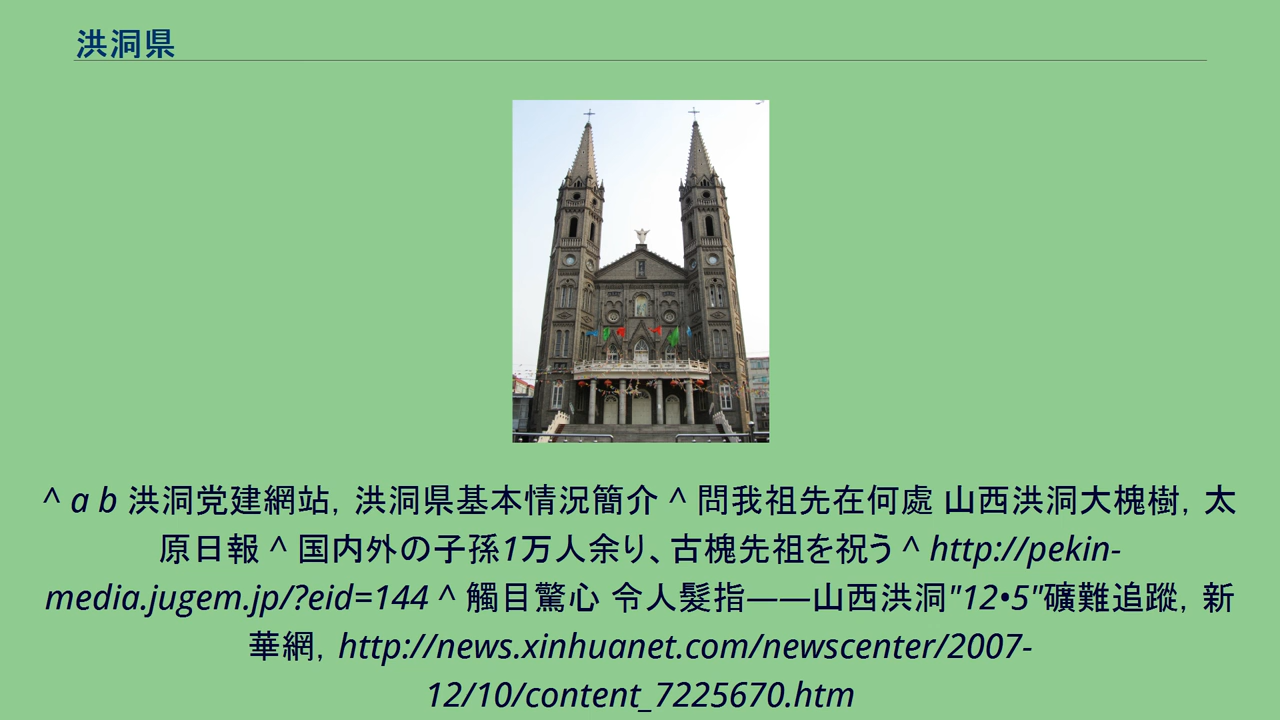 洪洞県
^ a b 洪洞党建網站，洪洞県基本情況簡介 ^ 問我祖先在何處 山西洪洞大槐樹，太
原日報 ^ 国内外の子孫1万人余り、古槐先祖を祝う ^ http://pekin-
media.jugem.jp/?eid=144 ^ 觸目驚心 令人髮指——山西洪洞"12•5"礦難追蹤，新
華網，http://news.xinhuanet.com/newscenter/2007-
12/10/content_7225670.htm